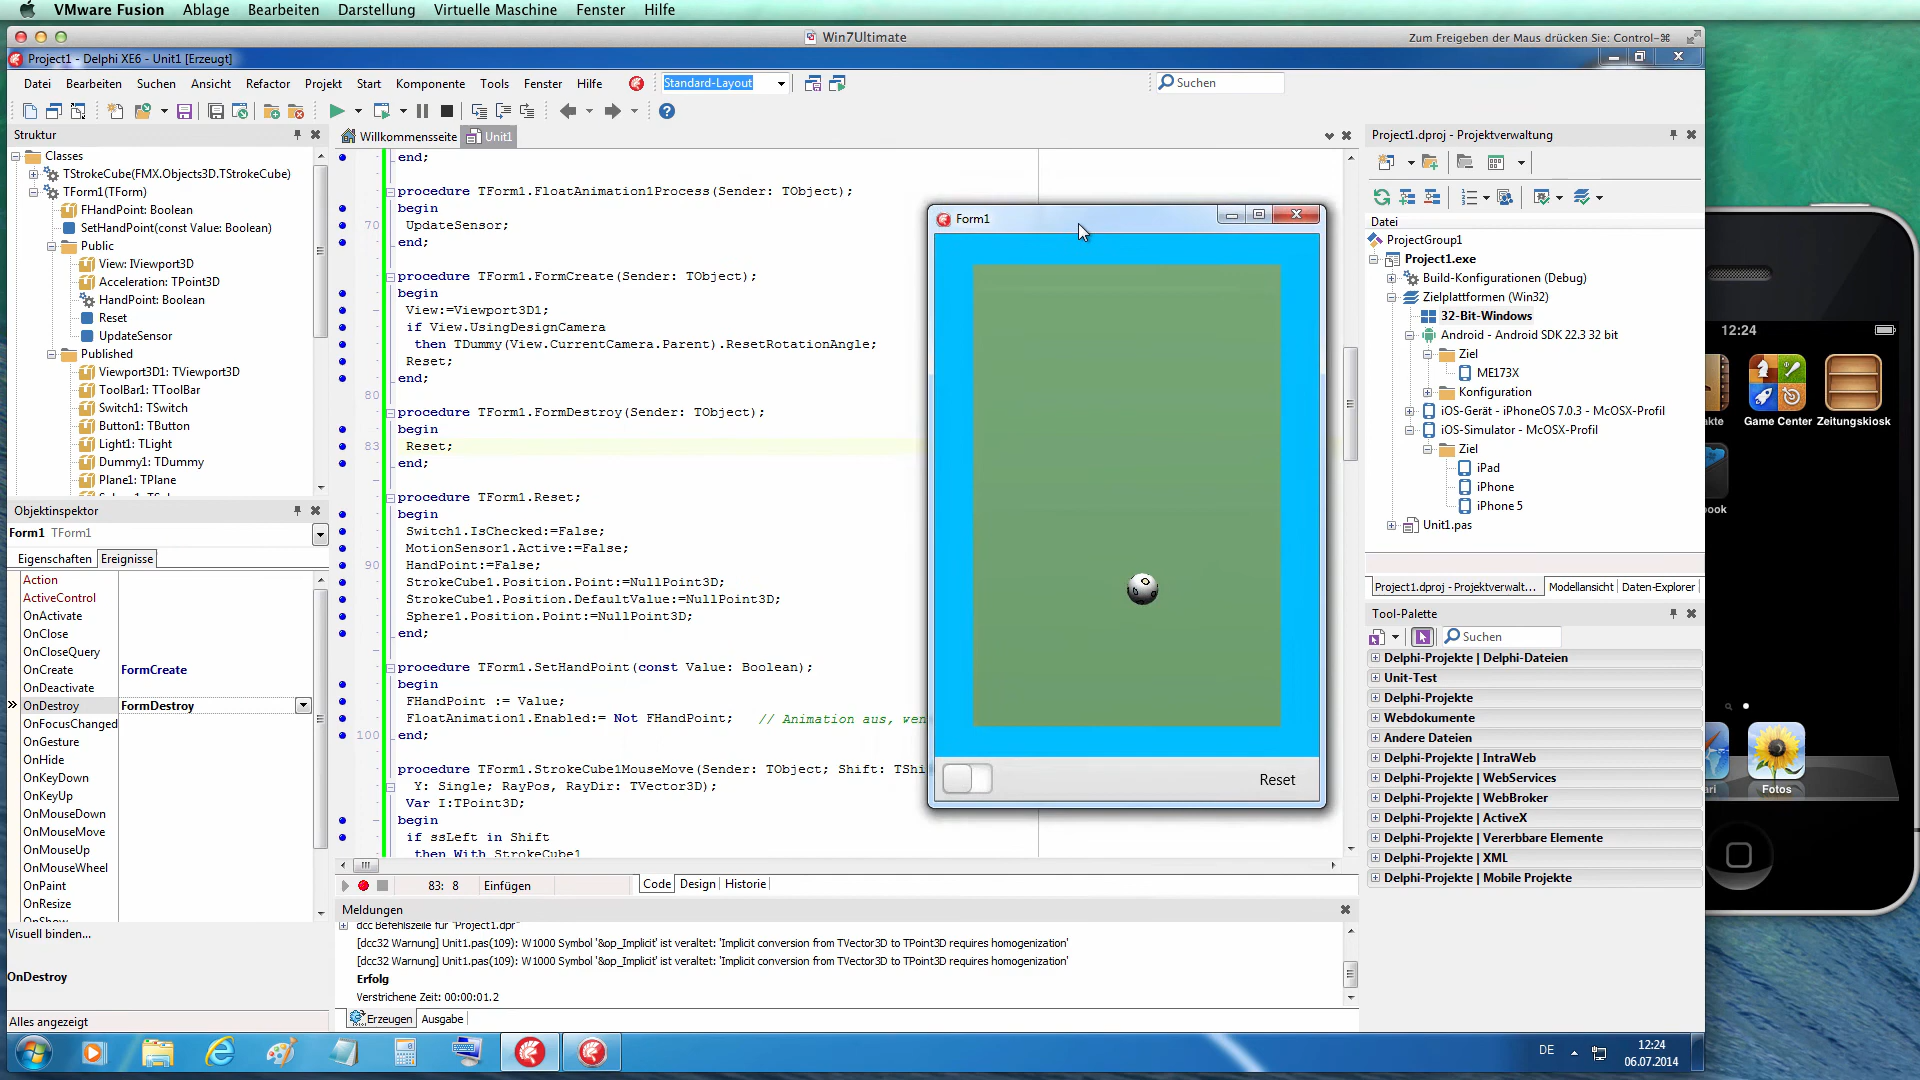 VMware Fusion Ablage Bearbeiten Darstellung Virtuelle Maschine Fenster Hilfe
Win7Ultimate
Zum Freigeben der Maus drücken Sie: Control-⌘
Project1 - Delphi XE6 - Unit1 [Erzeugt]
Datei Bearbeiten Suchen Ansicht Refactor Projekt Start Komponente Tools Fenster Hilfe
Standard-Layout
Suchen
Struktur
Classes
TStrokeCube(FMX.Objects3D.TStrokeCube)
TForm1(TForm)
FHandPoint: Boolean
SetHandPoint(const Value: Boolean)
Public
View: IViewport3D
Acceleration: TPoint3D
HandPoint: Boolean
Reset
UpdateSensor
Published
Viewport3D1: TViewport3D
ToolBar1: TToolBar
Switch1: TSwitch
Button1: TButton
Light1: TLight
Dummy1: TDummy
Plane1: TPlane
Objektinspektor
Form1 TForm1
Eigenschaften Ereignisse
Action
ActiveControl
OnActivate
OnClose
OnCloseQuery
OnCreate FormCreate
OnDeactivate
OnDestroy FormDestroy
OnFocusChanged
OnGesture
OnHide
OnKeyDown
OnKeyUp
OnMouseDown
OnMouseMove
OnMouseUp
OnMouseWheel
OnPaint
OnResize
OnShow
Visuell binden...
OnDestroy
Alles angezeigt
Willkommensseite Unit1
end;
procedure TForm1.FloatAnimation1Process(Sender: TObject);
begin
70 UpdateSensor;
end;
procedure TForm1.FormCreate(Sender: TObject);
begin
View:=Viewport3D1;
if View.UsingDesignCamera
then TDummy(View.CurrentCamera.Parent).ResetRotationAngle;
Reset;
end;
80
procedure TForm1.FormDestroy(Sender: TObject);
begin
83 Reset;
end;
procedure TForm1.Reset;
begin
Switch1.IsChecked:=False;
MotionSensor1.Active:=False;
90 HandPoint:=False;
StrokeCube1.Position.Point:=NullPoint3D;
StrokeCube1.Position.DefaultValue:=NullPoint3D;
Sphere1.Position.Point:=NullPoint3D;
end;
procedure TForm1.SetHandPoint(const Value: Boolean);
begin
FHandPoint := Value;
FloatAnimation1.Enabled:= Not FHandPoint; // Animation aus, wen
100 end;
procedure TForm1.StrokeCube1MouseMove(Sender: TObject; Shift: TShi
Y: Single; RayPos, RayDir: TVector3D);
Var I:TPoint3D;
begin
if ssLeft in Shift
then With StrokeCube1
83: 8 Einfügen Code Design Historie
Meldungen
dcc Befehlszeile für "Project1.dpr"
[dcc32 Warnung] Unit1.pas(109): W1000 Symbol '&op_Implicit' ist veraltet: 'Implicit conversion from TVector3D to TPoint3D requires homogenization'
[dcc32 Warnung] Unit1.pas(109): W1000 Symbol '&op_Implicit' ist veraltet: 'Implicit conversion from TVector3D to TPoint3D requires homogenization'
Erfolg
Verstrichene Zeit: 00:00:01.2
Erzeugen Ausgabe
Form1
Reset
Project1.dproj - Projektverwaltung
Datei
ProjectGroup1
Project1.exe
Build-Konfigurationen (Debug)
Zielplattformen (Win32)
32-Bit-Windows
Android - Android SDK 22.3 32 bit
Ziel
ME173X
Konfiguration
iOS-Gerät - iPhoneOS 7.0.3 - McOSX-Profil
iOS-Simulator - McOSX-Profil
Ziel
iPad
iPhone
iPhone 5
Unit1.pas
Project1.dproj - Projektverwalt... Modellansicht Daten-Explorer
Tool-Palette
Suchen
Delphi-Projekte | Delphi-Dateien
Unit-Test
Delphi-Projekte
Webdokumente
Andere Dateien
Delphi-Projekte | IntraWeb
Delphi-Projekte | WebServices
Delphi-Projekte | WebBroker
Delphi-Projekte | ActiveX
Delphi-Projekte | Vererbbare Elemente
Delphi-Projekte | XML
Delphi-Projekte | Mobile Projekte
12:24
akte Game Center Zeitungskiosk
book
ari Fotos
DE
12:24
06.07.2014